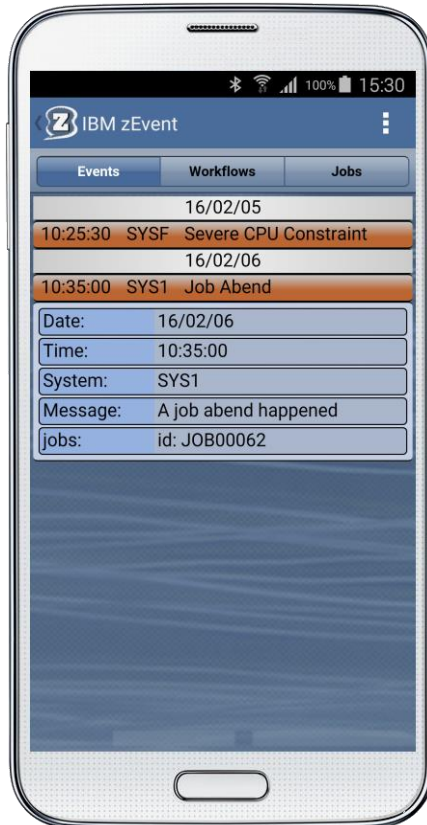 100% 15:30
Z IBM zEvent
Events Workflows Jobs
16/02/05
10:25:30 SYSF Severe CPU Constraint
16/02/06
10:35:00 SYS1 Job Abend
Date: 16/02/06
Time: 10:35:00
System: SYS1
Message: A job abend happened
jobs: id: JOB00062